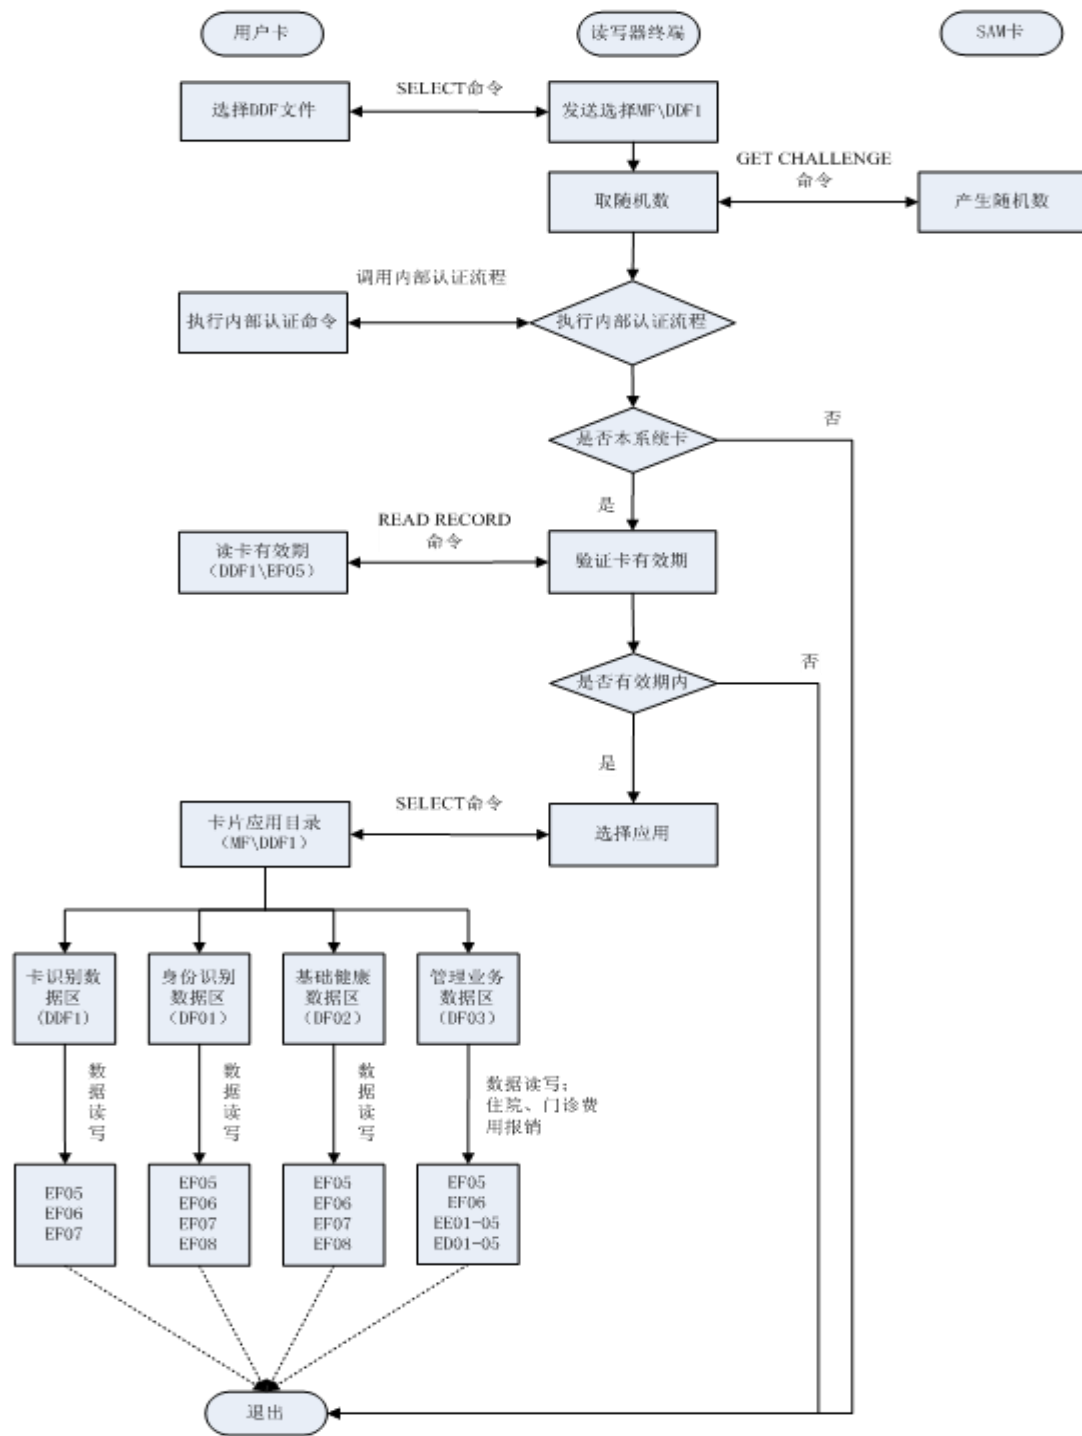 用户卡
读写器终端
SAM卡
SELECT命令
选择DDF文件
发送选择MF\DDF1
GET CHALLENGE
命令
取随机数
产生随机数
调用内部认证流程
执行内部认证命令
执行内部认证流程
否
是否本系统卡
是
READ RECORD
命令
读卡有效期
（DDF1\EF05）
验证卡有效期
否
是否有效期内
是
SELECT命令
卡片应用目录
（MF\DDF1）
选择应用
卡识别数
据区
（DDF1）
身份识别
数据区
（DF01）
基础健康
数据区
（DF02）
管理业务
数据区
（DF03）
数
据
读
写
数
据
读
写
数
据
读
写
数据读写；
住院、门诊费
用报销
EF05
EF06
EF07
EF05
EF06
EF07
EF08
EF05
EF06
EF07
EF08
EF05
EF06
EE01-05
ED01-05
退出